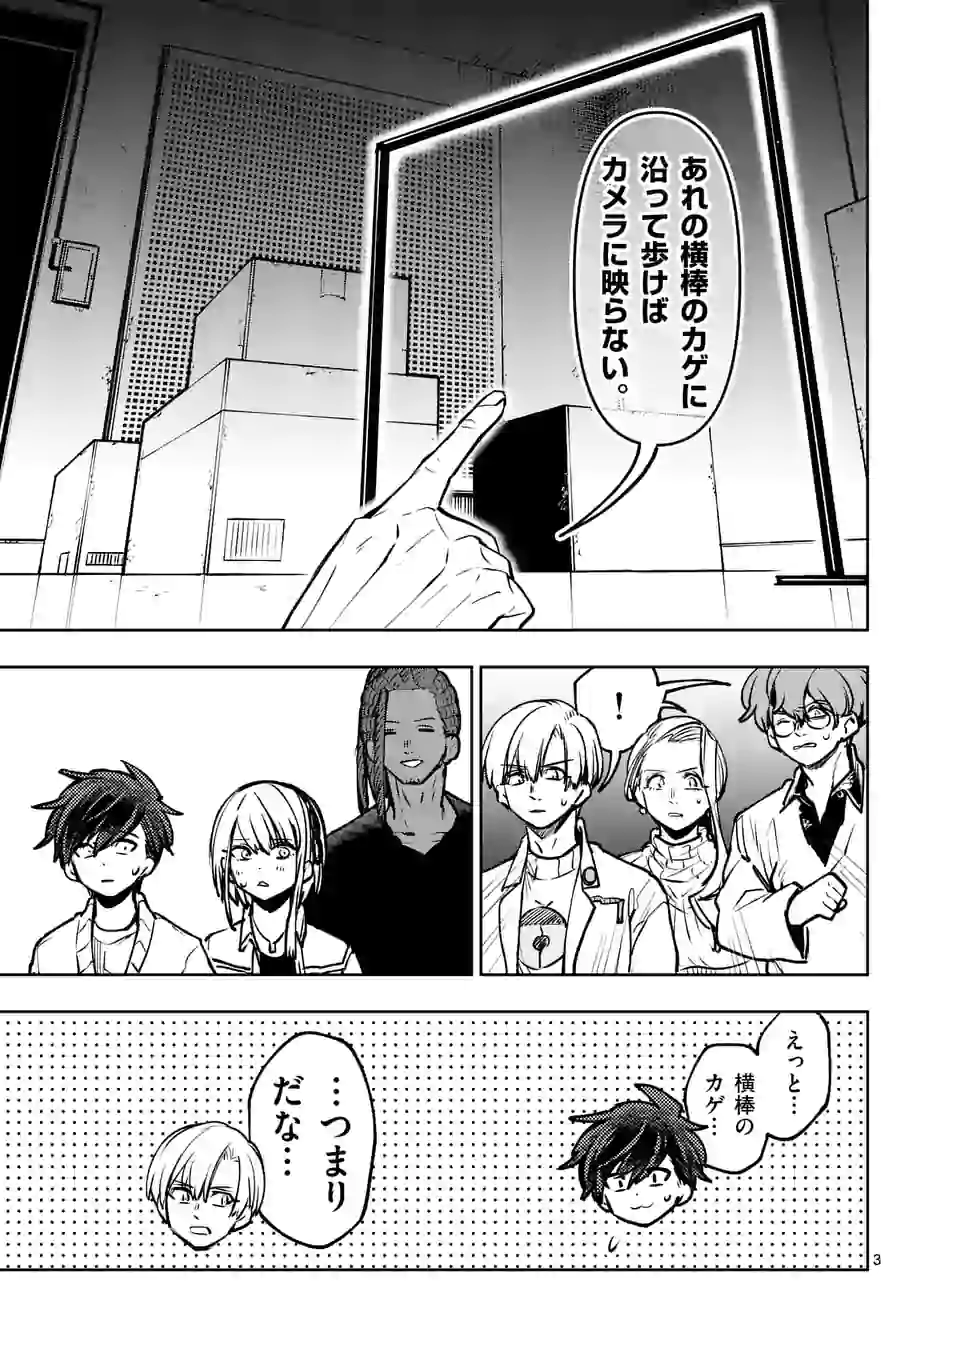 あれの横棒のカゲに
沿って歩けば
カメラに映らない。
！
えっと…
横棒の
カゲ…
…つまり
だな…
3